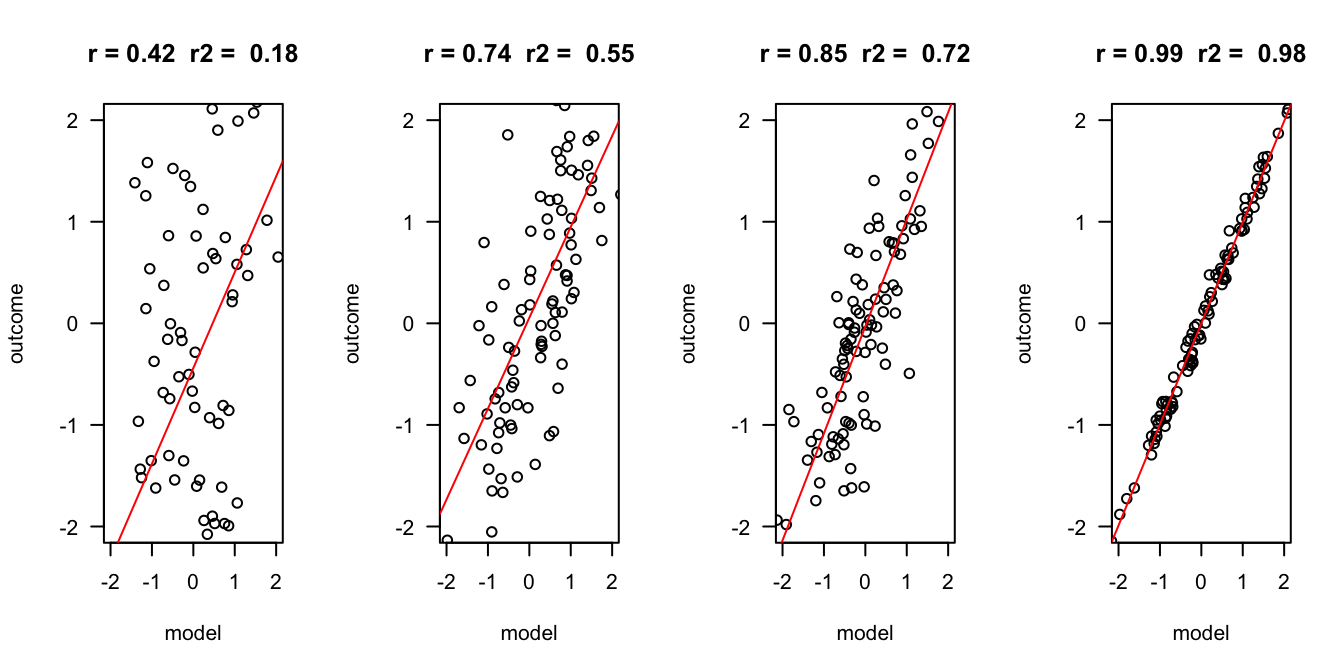 r = 0.42  r2 =  0.18
outcome
2
1
0
-1
-2
-2 -1 0 1 2
model
r = 0.74  r2 =  0.55
outcome
2
1
0
-1
-2
-2 -1 0 1 2
model
r = 0.85  r2 =  0.72
outcome
2
1
0
-1
-2
-2 -1 0 1 2
model
r = 0.99  r2 =  0.98
outcome
2
1
0
-1
-2
-2 -1 0 1 2
model